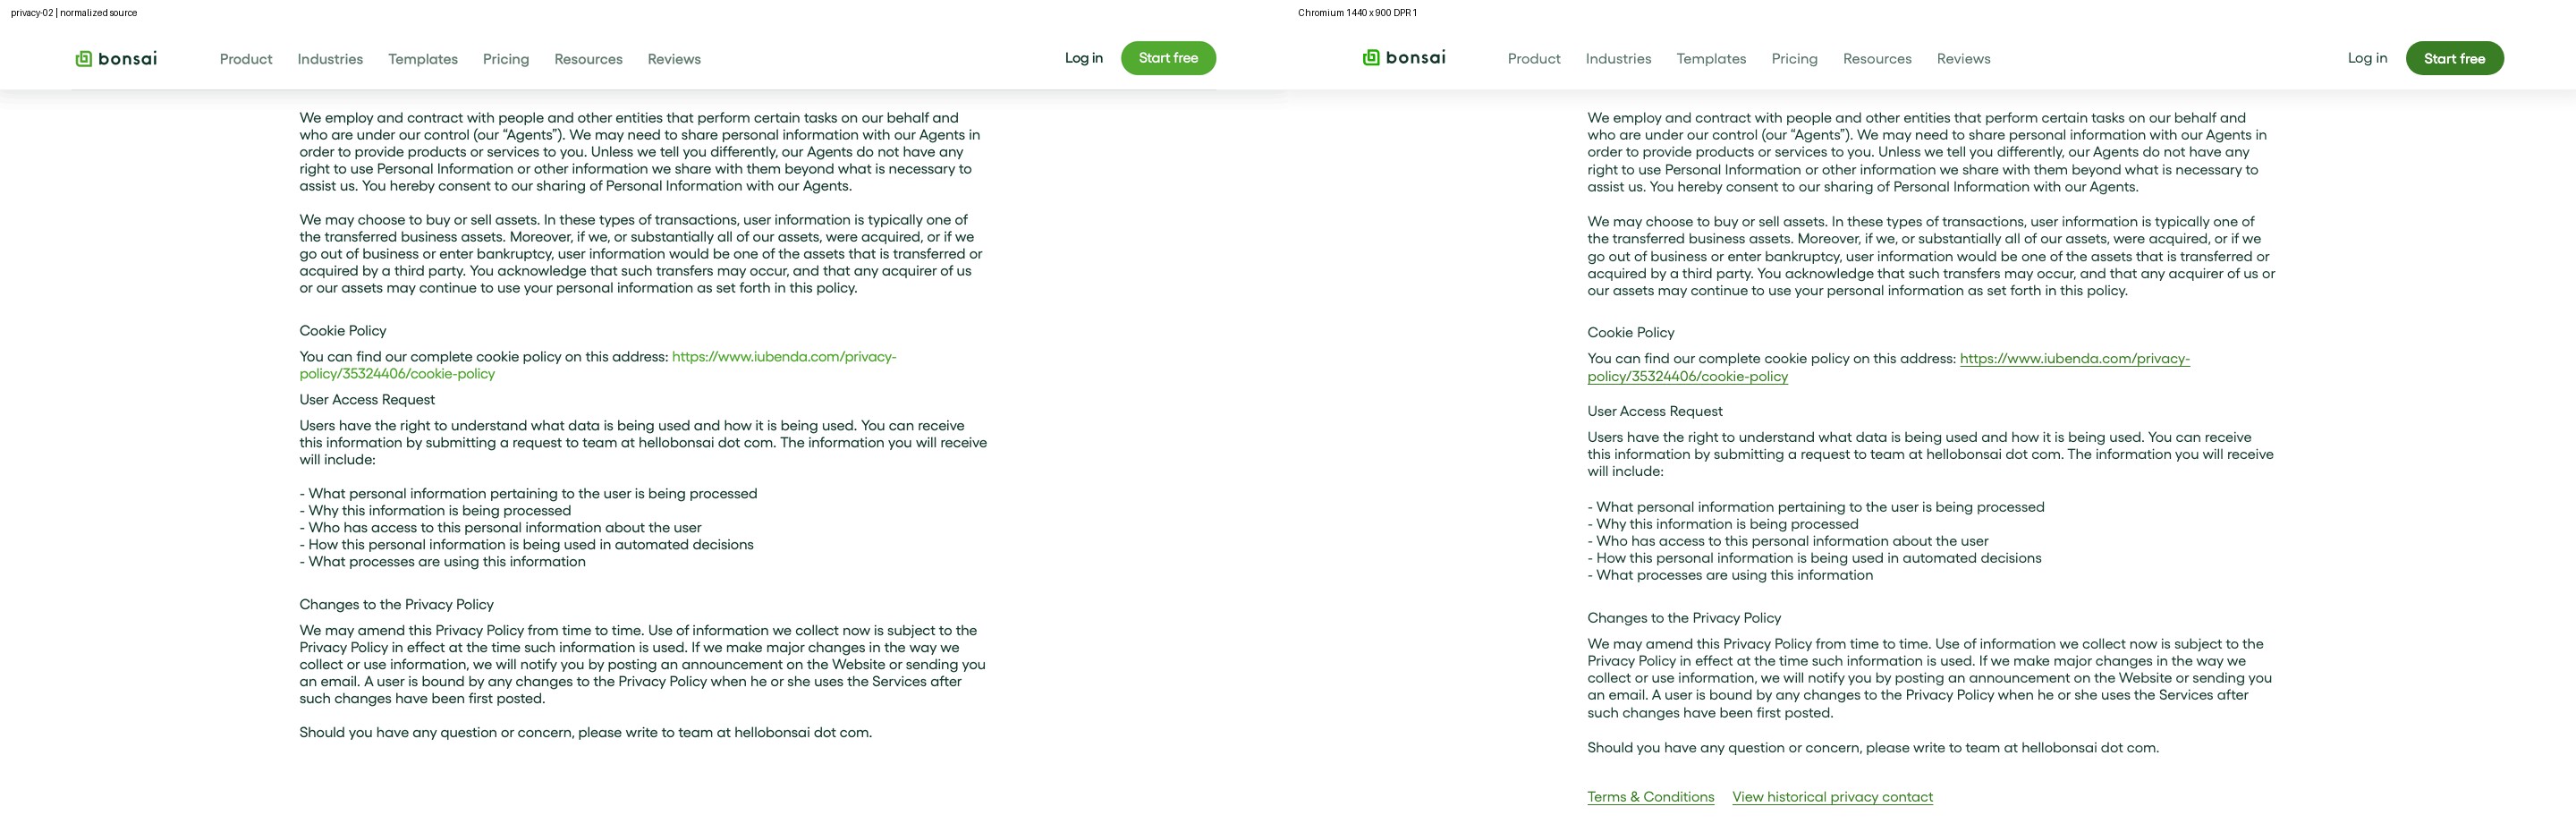 privacy-02 | normalized source
bonsai
Product
Industries
Templates
Pricing
Resources
Reviews
Log in
Start free
We employ and contract with people and other entities that perform certain tasks on our behalf and
who are under our control (our “Agents”). We may need to share personal information with our Agents in
order to provide products or services to you. Unless we tell you differently, our Agents do not have any
right to use Personal Information or other information we share with them beyond what is necessary to
assist us. You hereby consent to our sharing of Personal Information with our Agents.
We may choose to buy or sell assets. In these types of transactions, user information is typically one of
the transferred business assets. Moreover, if we, or substantially all of our assets, were acquired, or if we
go out of business or enter bankruptcy, user information would be one of the assets that is transferred or
acquired by a third party. You acknowledge that such transfers may occur, and that any acquirer of us
or our assets may continue to use your personal information as set forth in this policy.
Cookie Policy
You can find our complete cookie policy on this address: https://www.iubenda.com/privacy-
policy/35324406/cookie-policy
User Access Request
Users have the right to understand what data is being used and how it is being used. You can receive
this information by submitting a request to team at hellobonsai dot com. The information you will receive
will include:
- What personal information pertaining to the user is being processed
- Why this information is being processed
- Who has access to this personal information about the user
- How this personal information is being used in automated decisions
- What processes are using this information
Changes to the Privacy Policy
We may amend this Privacy Policy from time to time. Use of information we collect now is subject to the
Privacy Policy in effect at the time such information is used. If we make major changes in the way we
collect or use information, we will notify you by posting an announcement on the Website or sending you
an email. A user is bound by any changes to the Privacy Policy when he or she uses the Services after
such changes have been first posted.
Should you have any question or concern, please write to team at hellobonsai dot com.
Chromium 1440 x 900 DPR 1
bonsai
Product
Industries
Templates
Pricing
Resources
Reviews
Log in
Start free
We employ and contract with people and other entities that perform certain tasks on our behalf and
who are under our control (our “Agents”). We may need to share personal information with our Agents in
order to provide products or services to you. Unless we tell you differently, our Agents do not have any
right to use Personal Information or other information we share with them beyond what is necessary to
assist us. You hereby consent to our sharing of Personal Information with our Agents.
We may choose to buy or sell assets. In these types of transactions, user information is typically one of
the transferred business assets. Moreover, if we, or substantially all of our assets, were acquired, or if we
go out of business or enter bankruptcy, user information would be one of the assets that is transferred or
acquired by a third party. You acknowledge that such transfers may occur, and that any acquirer of us or
our assets may continue to use your personal information as set forth in this policy.
Cookie Policy
You can find our complete cookie policy on this address: https://www.iubenda.com/privacy-
policy/35324406/cookie-policy
User Access Request
Users have the right to understand what data is being used and how it is being used. You can receive
this information by submitting a request to team at hellobonsai dot com. The information you will receive
will include:
- What personal information pertaining to the user is being processed
- Why this information is being processed
- Who has access to this personal information about the user
- How this personal information is being used in automated decisions
- What processes are using this information
Changes to the Privacy Policy
We may amend this Privacy Policy from time to time. Use of information we collect now is subject to the
Privacy Policy in effect at the time such information is used. If we make major changes in the way we
collect or use information, we will notify you by posting an announcement on the Website or sending you
an email. A user is bound by any changes to the Privacy Policy when he or she uses the Services after
such changes have been first posted.
Should you have any question or concern, please write to team at hellobonsai dot com.
Terms & Conditions
View historical privacy contact